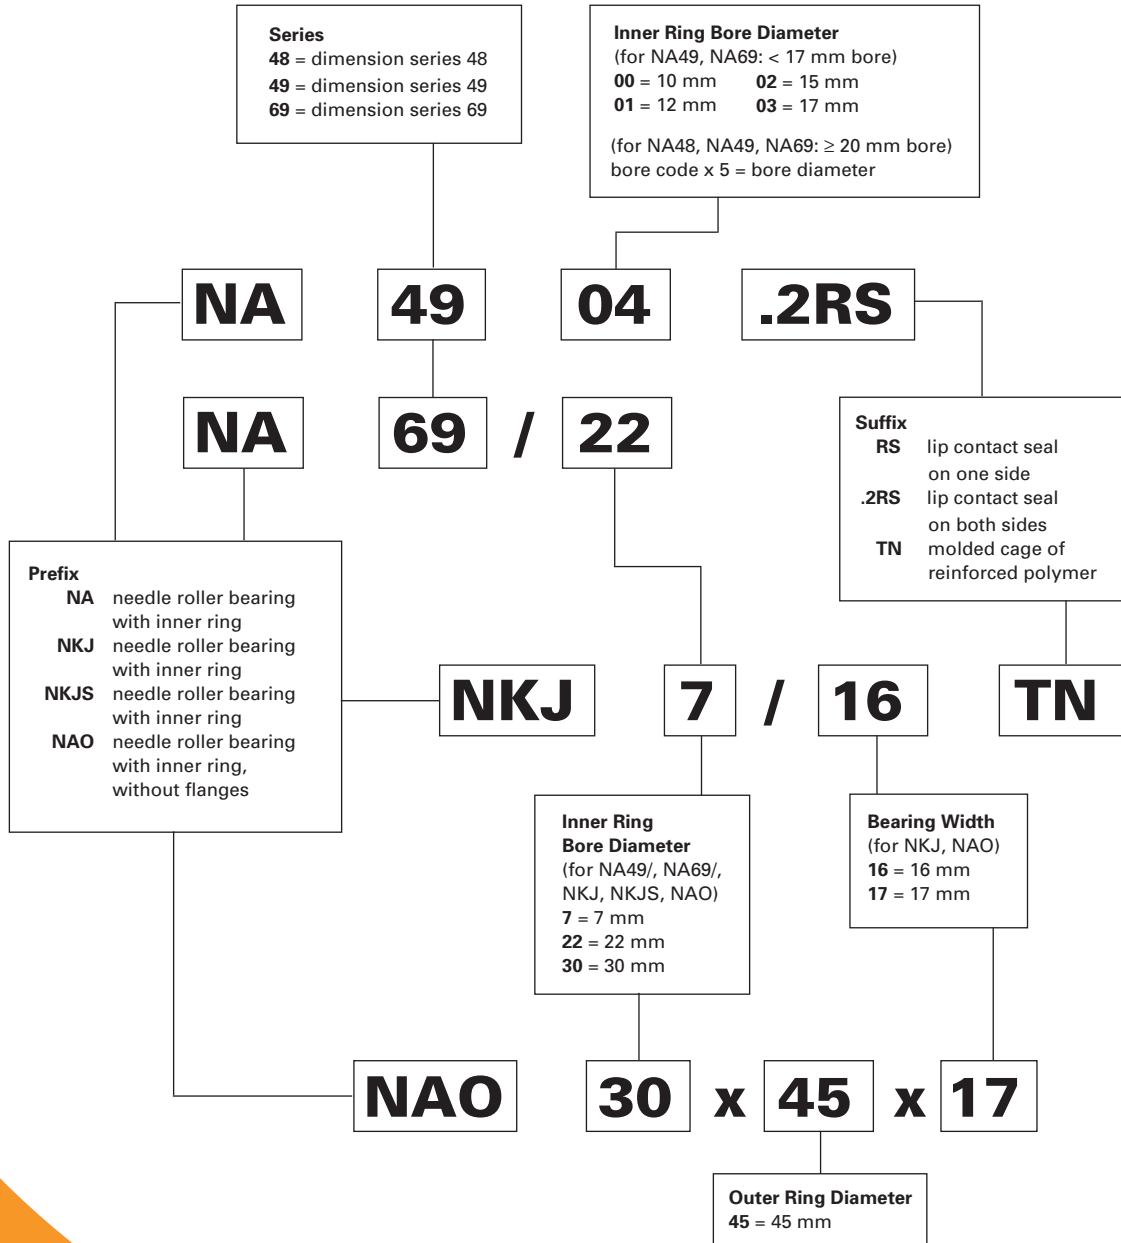 Series
48 = dimension series 48
49 = dimension series 49
69 = dimension series 69
Inner Ring Bore Diameter
(for NA49, NA69: < 17 mm bore)
00 = 10 mm 02 = 15 mm
01 = 12 mm 03 = 17 mm
(for NA48, NA49, NA69: ≥ 20 mm bore)
bore code x 5 = bore diameter
NA 49 04 .2RS
NA 69 / 22
Suffix
RS lip contact seal
on one side
.2RS lip contact seal
on both sides
TN molded cage of
reinforced polymer
Prefix
NA needle roller bearing
with inner ring
NKJ needle roller bearing
with inner ring
NKJS needle roller bearing
with inner ring
NAO needle roller bearing
with inner ring,
without flanges
NKJ 7 / 16 TN
Inner Ring
Bore Diameter
(for NA49/, NA69/,
NKJ, NKJS, NAO)
7 = 7 mm
22 = 22 mm
30 = 30 mm
Bearing Width
(for NKJ, NAO)
16 = 16 mm
17 = 17 mm
NAO 30 x 45 x 17
Outer Ring Diameter
45 = 45 mm